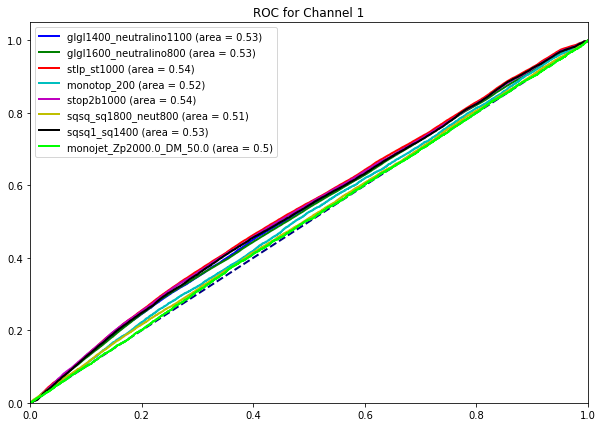 ROC for Channel 1
glgl1400_neutralino1100 (area = 0.53)
glgl1600_neutralino800 (area = 0.53)
stlp_st1000 (area = 0.54)
monotop_200 (area = 0.52)
stop2b1000 (area = 0.54)
sqsq_sq1800_neut800 (area = 0.51)
sqsq1_sq1400 (area = 0.53)
monojet_Zp2000.0_DM_50.0 (area = 0.5)
1.0
0.8
0.6
0.4
0.2
0.0
0.0 0.2 0.4 0.6 0.8 1.0